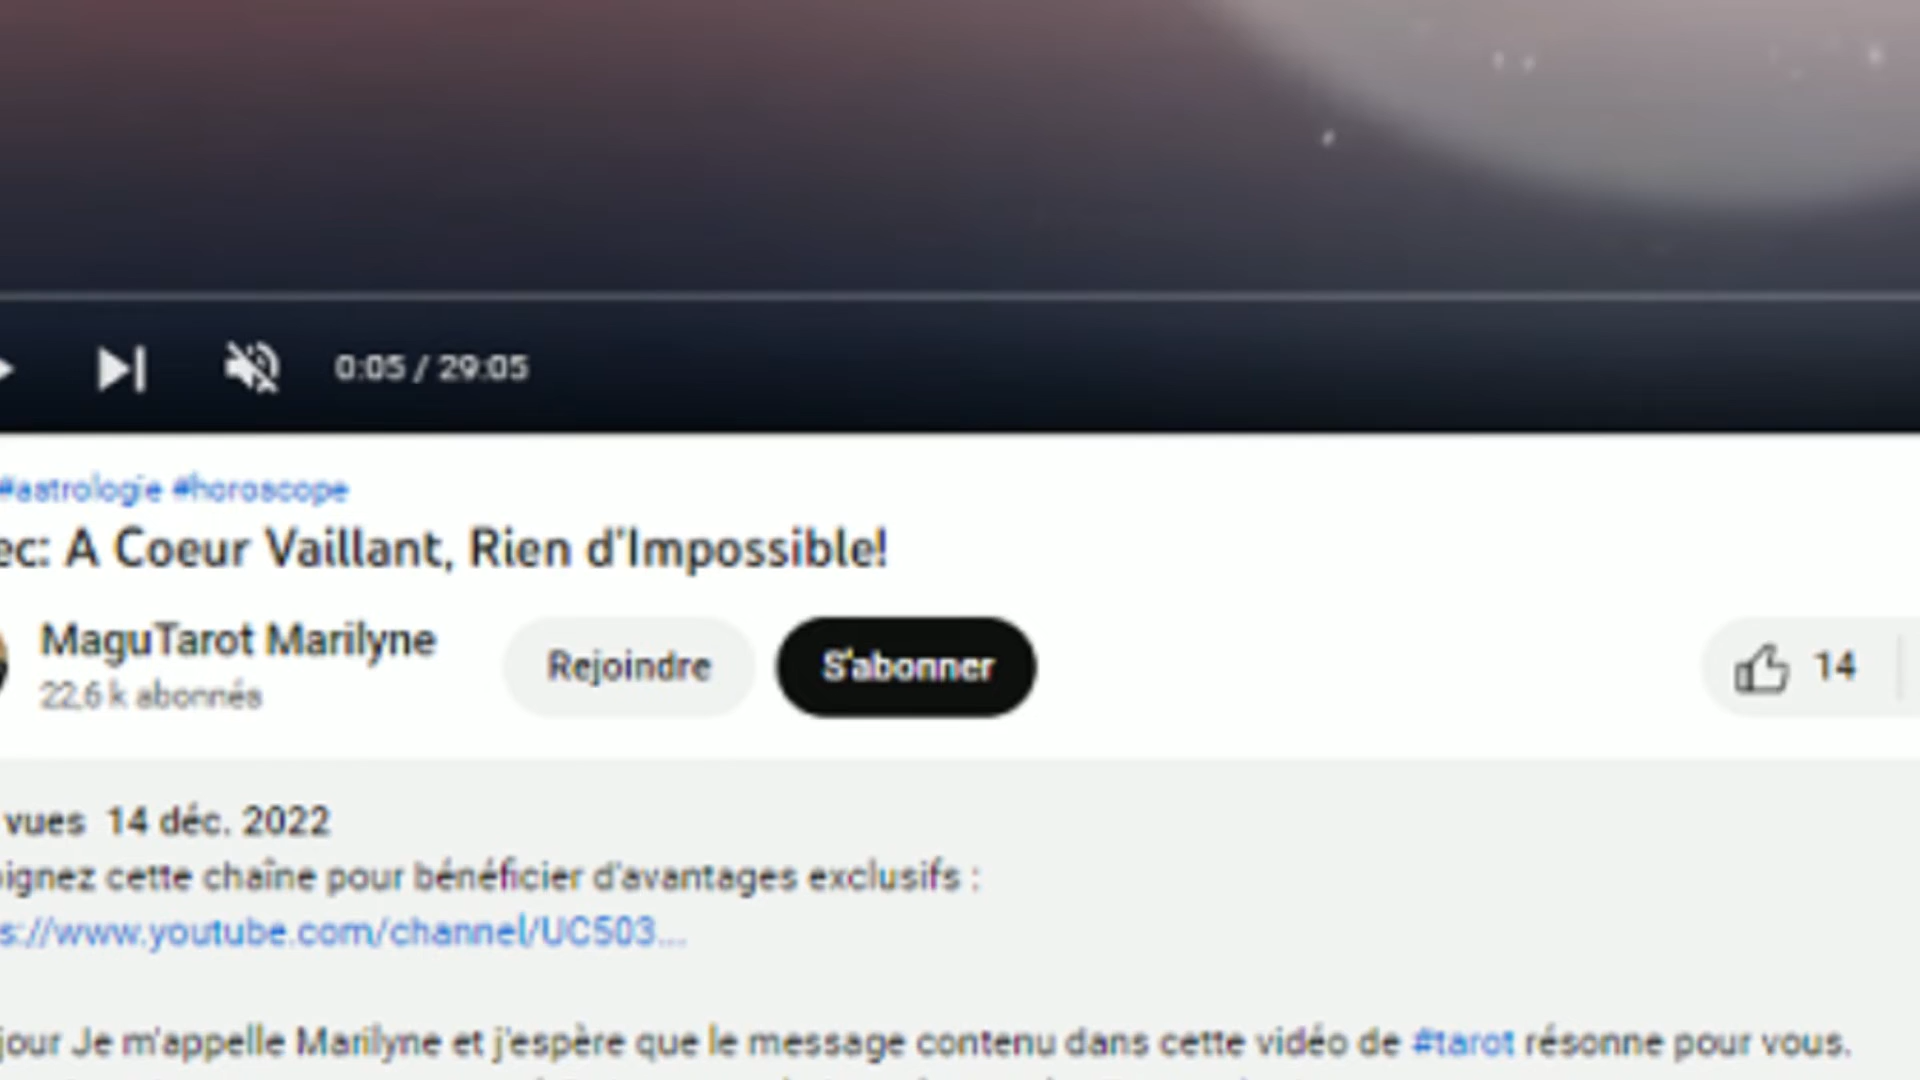 0:05 / 29:05
#astrologie #horoscope
ec: A Coeur Vaillant, Rien d'Impossible!
MaguTarot Marilyne
22,6 k abonnés
Rejoindre
S'abonner
14
vues 14 déc. 2022
oignez cette chaîne pour bénéficier d'avantages exclusifs :
s://www.youtube.com/channel/UC503...
jour Je m'appelle Marilyne et j'espère que le message contenu dans cette vidéo de #tarot résonne pour vous.